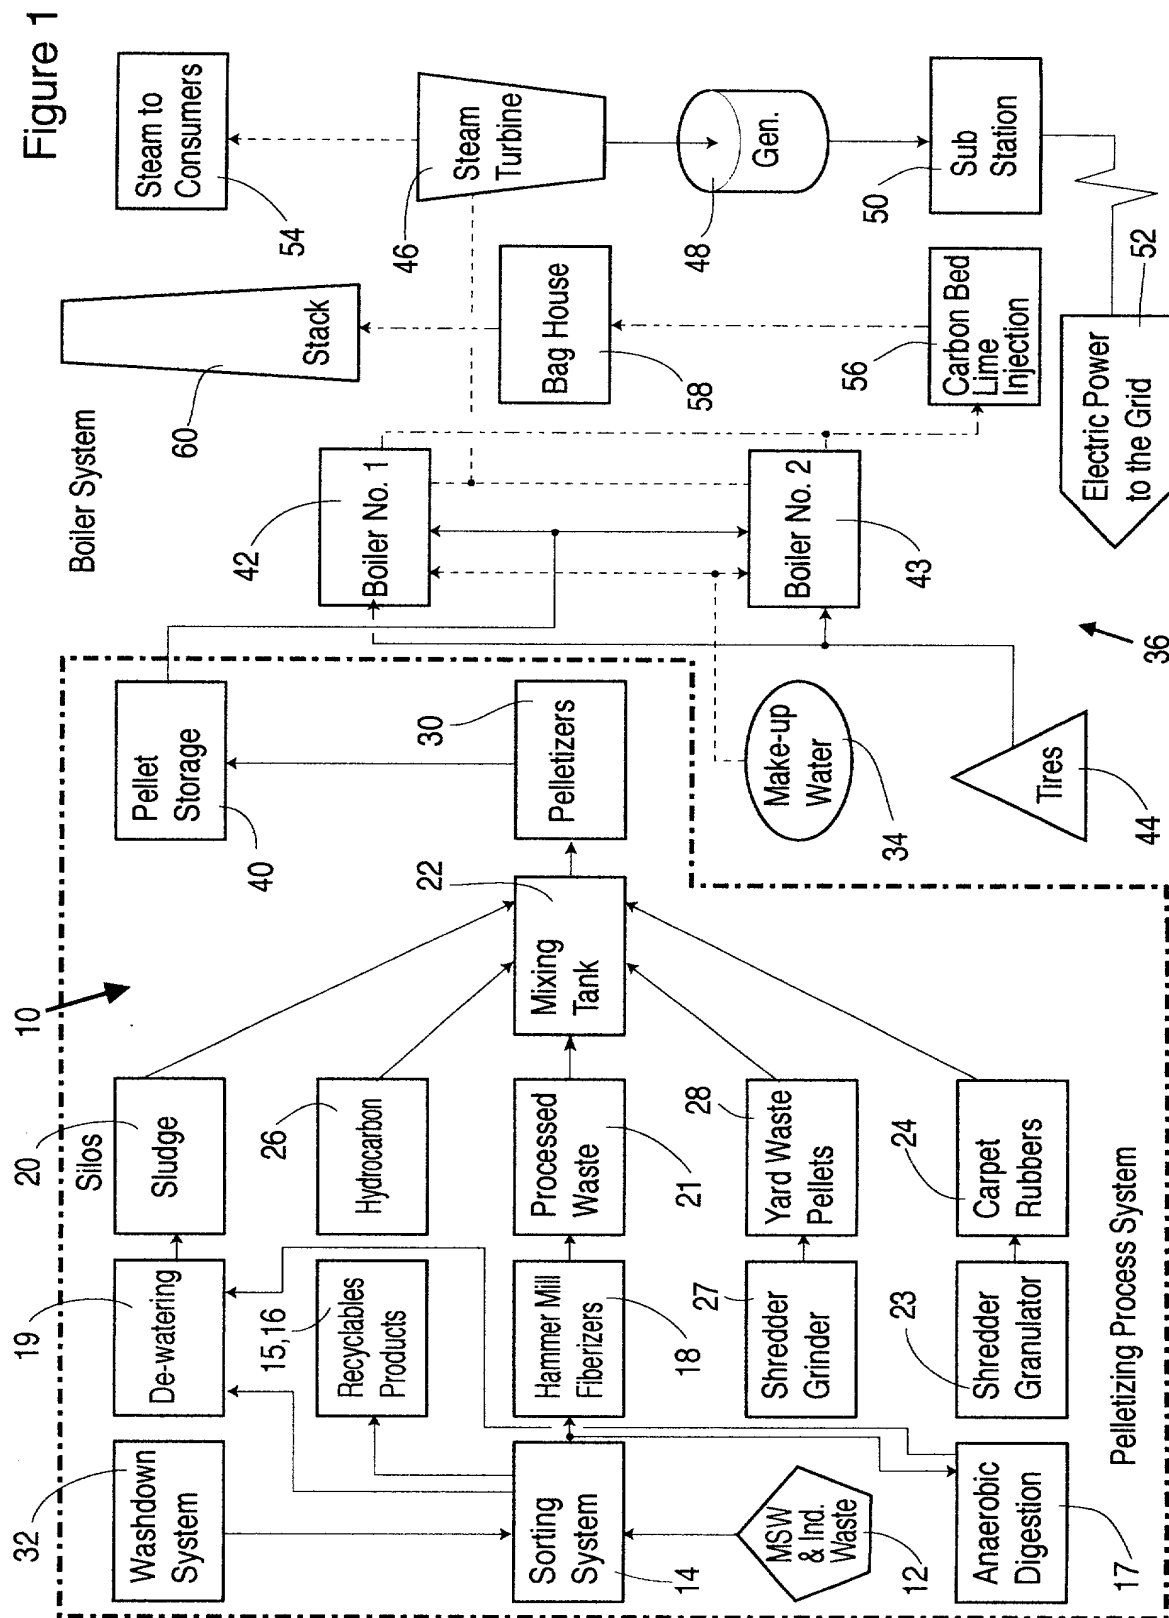 Figure 1
Boiler System
Steam to
Consumers
54
60
Stack
46
Steam
Turbine
48
Gen.
50
Sub
Station
52
Electric Power
to the Grid
Bag House
58
56
Carbon Bed
Lime
Injection
42
Boiler No. 1
Boiler No. 2
43
36
10
Pellet
Storage
40
30
Pelletizers
22
Mixing
Tank
Make-up
Water
34
Tires
44
Silos
20
Sludge
26
Hydrocarbon
Processed
Waste
21
28
Yard Waste
Pellets
24
Carpet
Rubbers
19
De-watering
15,16
Recyclables
Products
Hammer Mill
Fiberizers
18
27
Shredder
Grinder
23
Shredder
Granulator
32
Washdown
System
Sorting
System
14
MSW
& Ind.
Waste
12
Anaerobic
Digestion
17
Pelletizing Process System